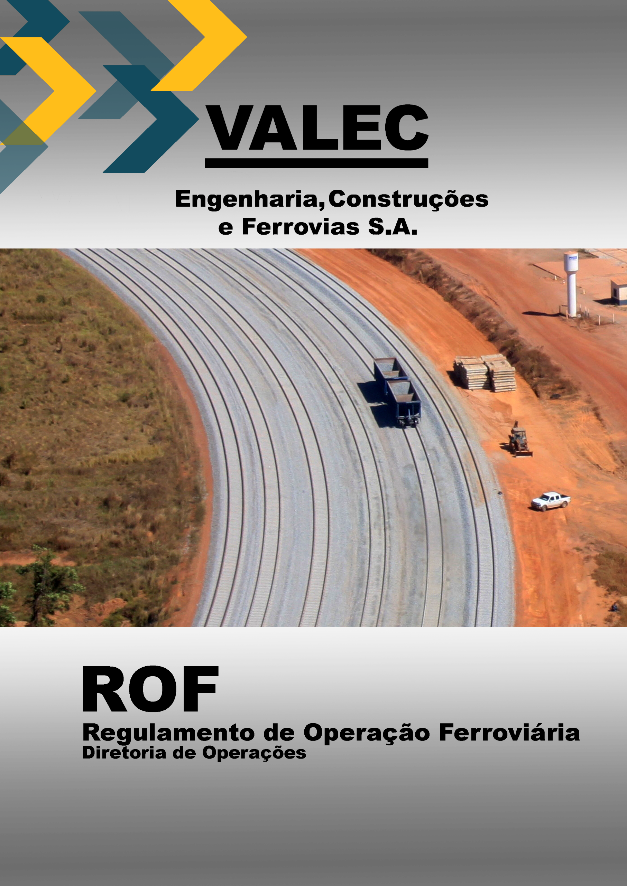 VALEC
Engenharia, Construções
e Ferrovias S.A.
ROF
Regulamento de Operação Ferroviária
Diretoria de Operações